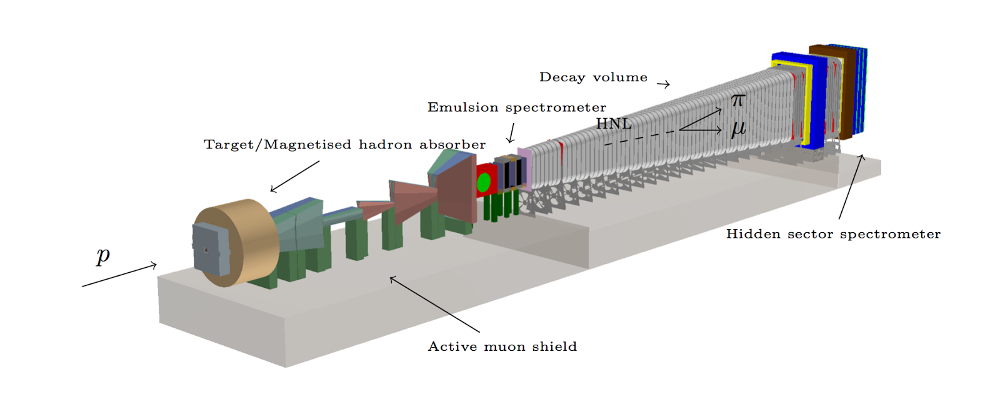 Decay volume
Emulsion spectrometer
π
HNL
μ
Target/Magnetised hadron absorber
p
Hidden sector spectrometer
Active muon shield